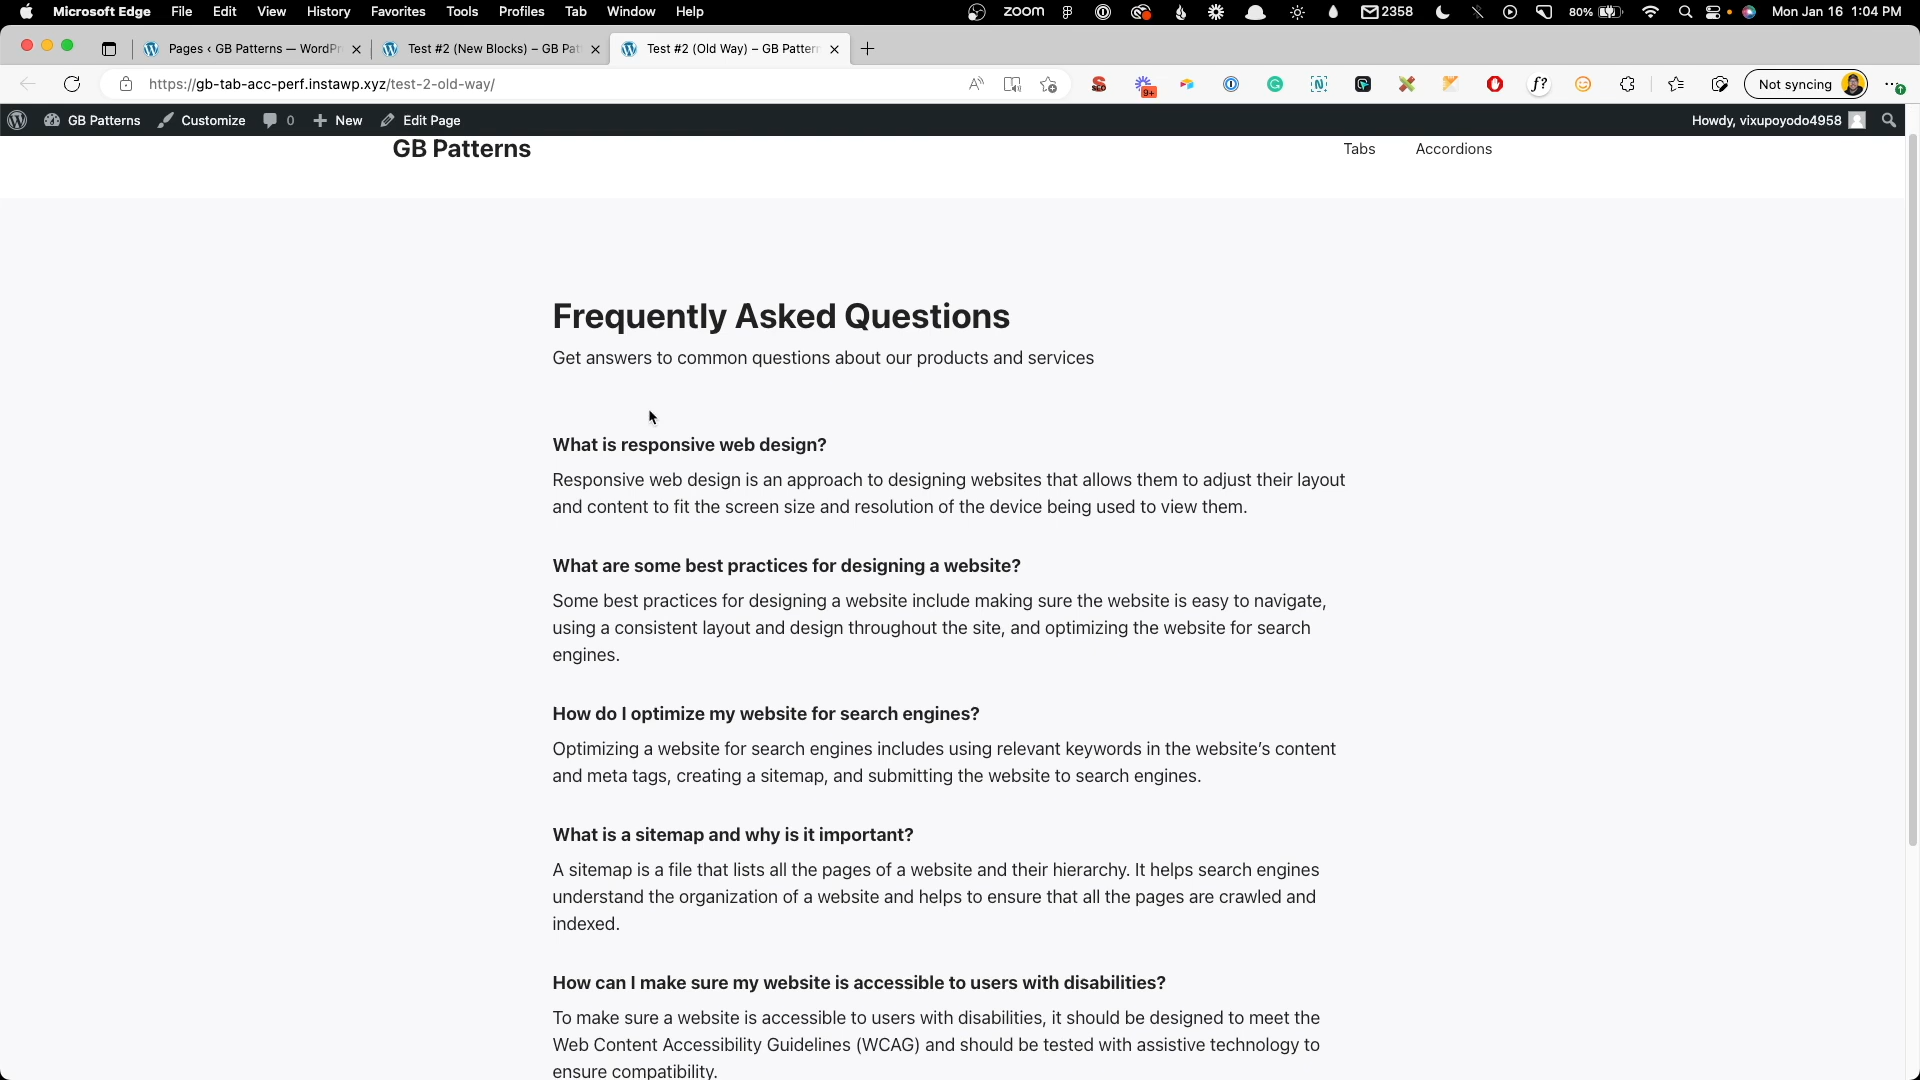 Microsoft Edge File Edit View History Favorites Tools Profiles Tab Window Help zoom 2358 80% Mon Jan 16 1:04 PM
Pages ‹ GB Patterns — WordPr Test #2 (New Blocks) – GB Pat Test #2 (Old Way) – GB Pattern
https://gb-tab-acc-perf.instawp.xyz/test-2-old-way/ SEO 9+ f? Not syncing
GB Patterns Customize 0 New Edit Page Howdy, vixupoyodo4958
GB Patterns Tabs Accordions
Frequently Asked Questions
Get answers to common questions about our products and services
What is responsive web design?
Responsive web design is an approach to designing websites that allows them to adjust their layout
and content to fit the screen size and resolution of the device being used to view them.
What are some best practices for designing a website?
Some best practices for designing a website include making sure the website is easy to navigate,
using a consistent layout and design throughout the site, and optimizing the website for search
engines.
How do I optimize my website for search engines?
Optimizing a website for search engines includes using relevant keywords in the website’s content
and meta tags, creating a sitemap, and submitting the website to search engines.
What is a sitemap and why is it important?
A sitemap is a file that lists all the pages of a website and their hierarchy. It helps search engines
understand the organization of a website and helps to ensure that all the pages are crawled and
indexed.
How can I make sure my website is accessible to users with disabilities?
To make sure a website is accessible to users with disabilities, it should be designed to meet the
Web Content Accessibility Guidelines (WCAG) and should be tested with assistive technology to
ensure compatibility.